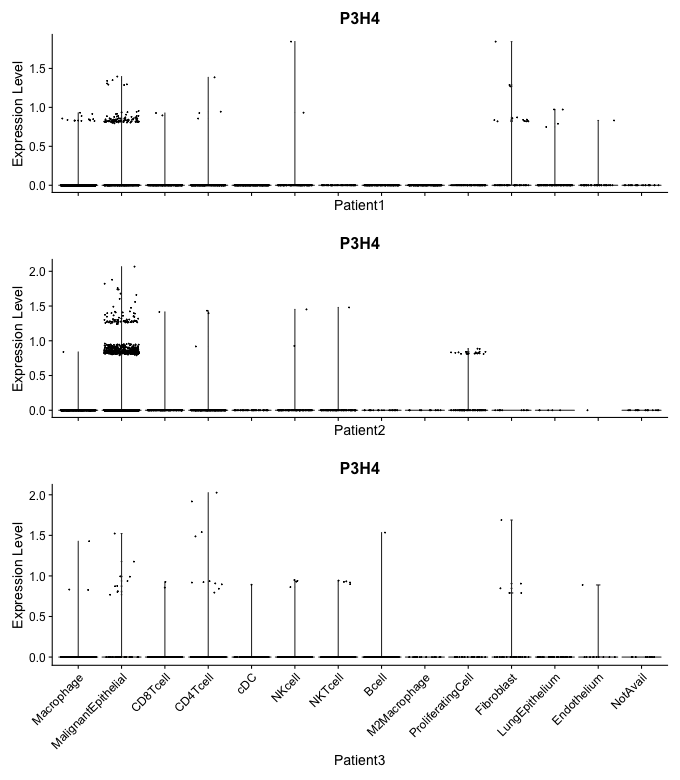 P3H4
Expression Level
1.5
1.0
0.5
0.0
Patient1
P3H4
Expression Level
2.0
1.5
1.0
0.5
0.0
Patient2
P3H4
Expression Level
2.0
1.5
1.0
0.5
0.0
Macrophage
MalignantEpithelial
CD8Tcell
CD4Tcell
cDC
NKcell
NKTcell
Bcell
M2Macrophage
ProliferatingCell
Fibroblast
LungEpithelium
Endothelium
NotAvail
Patient3